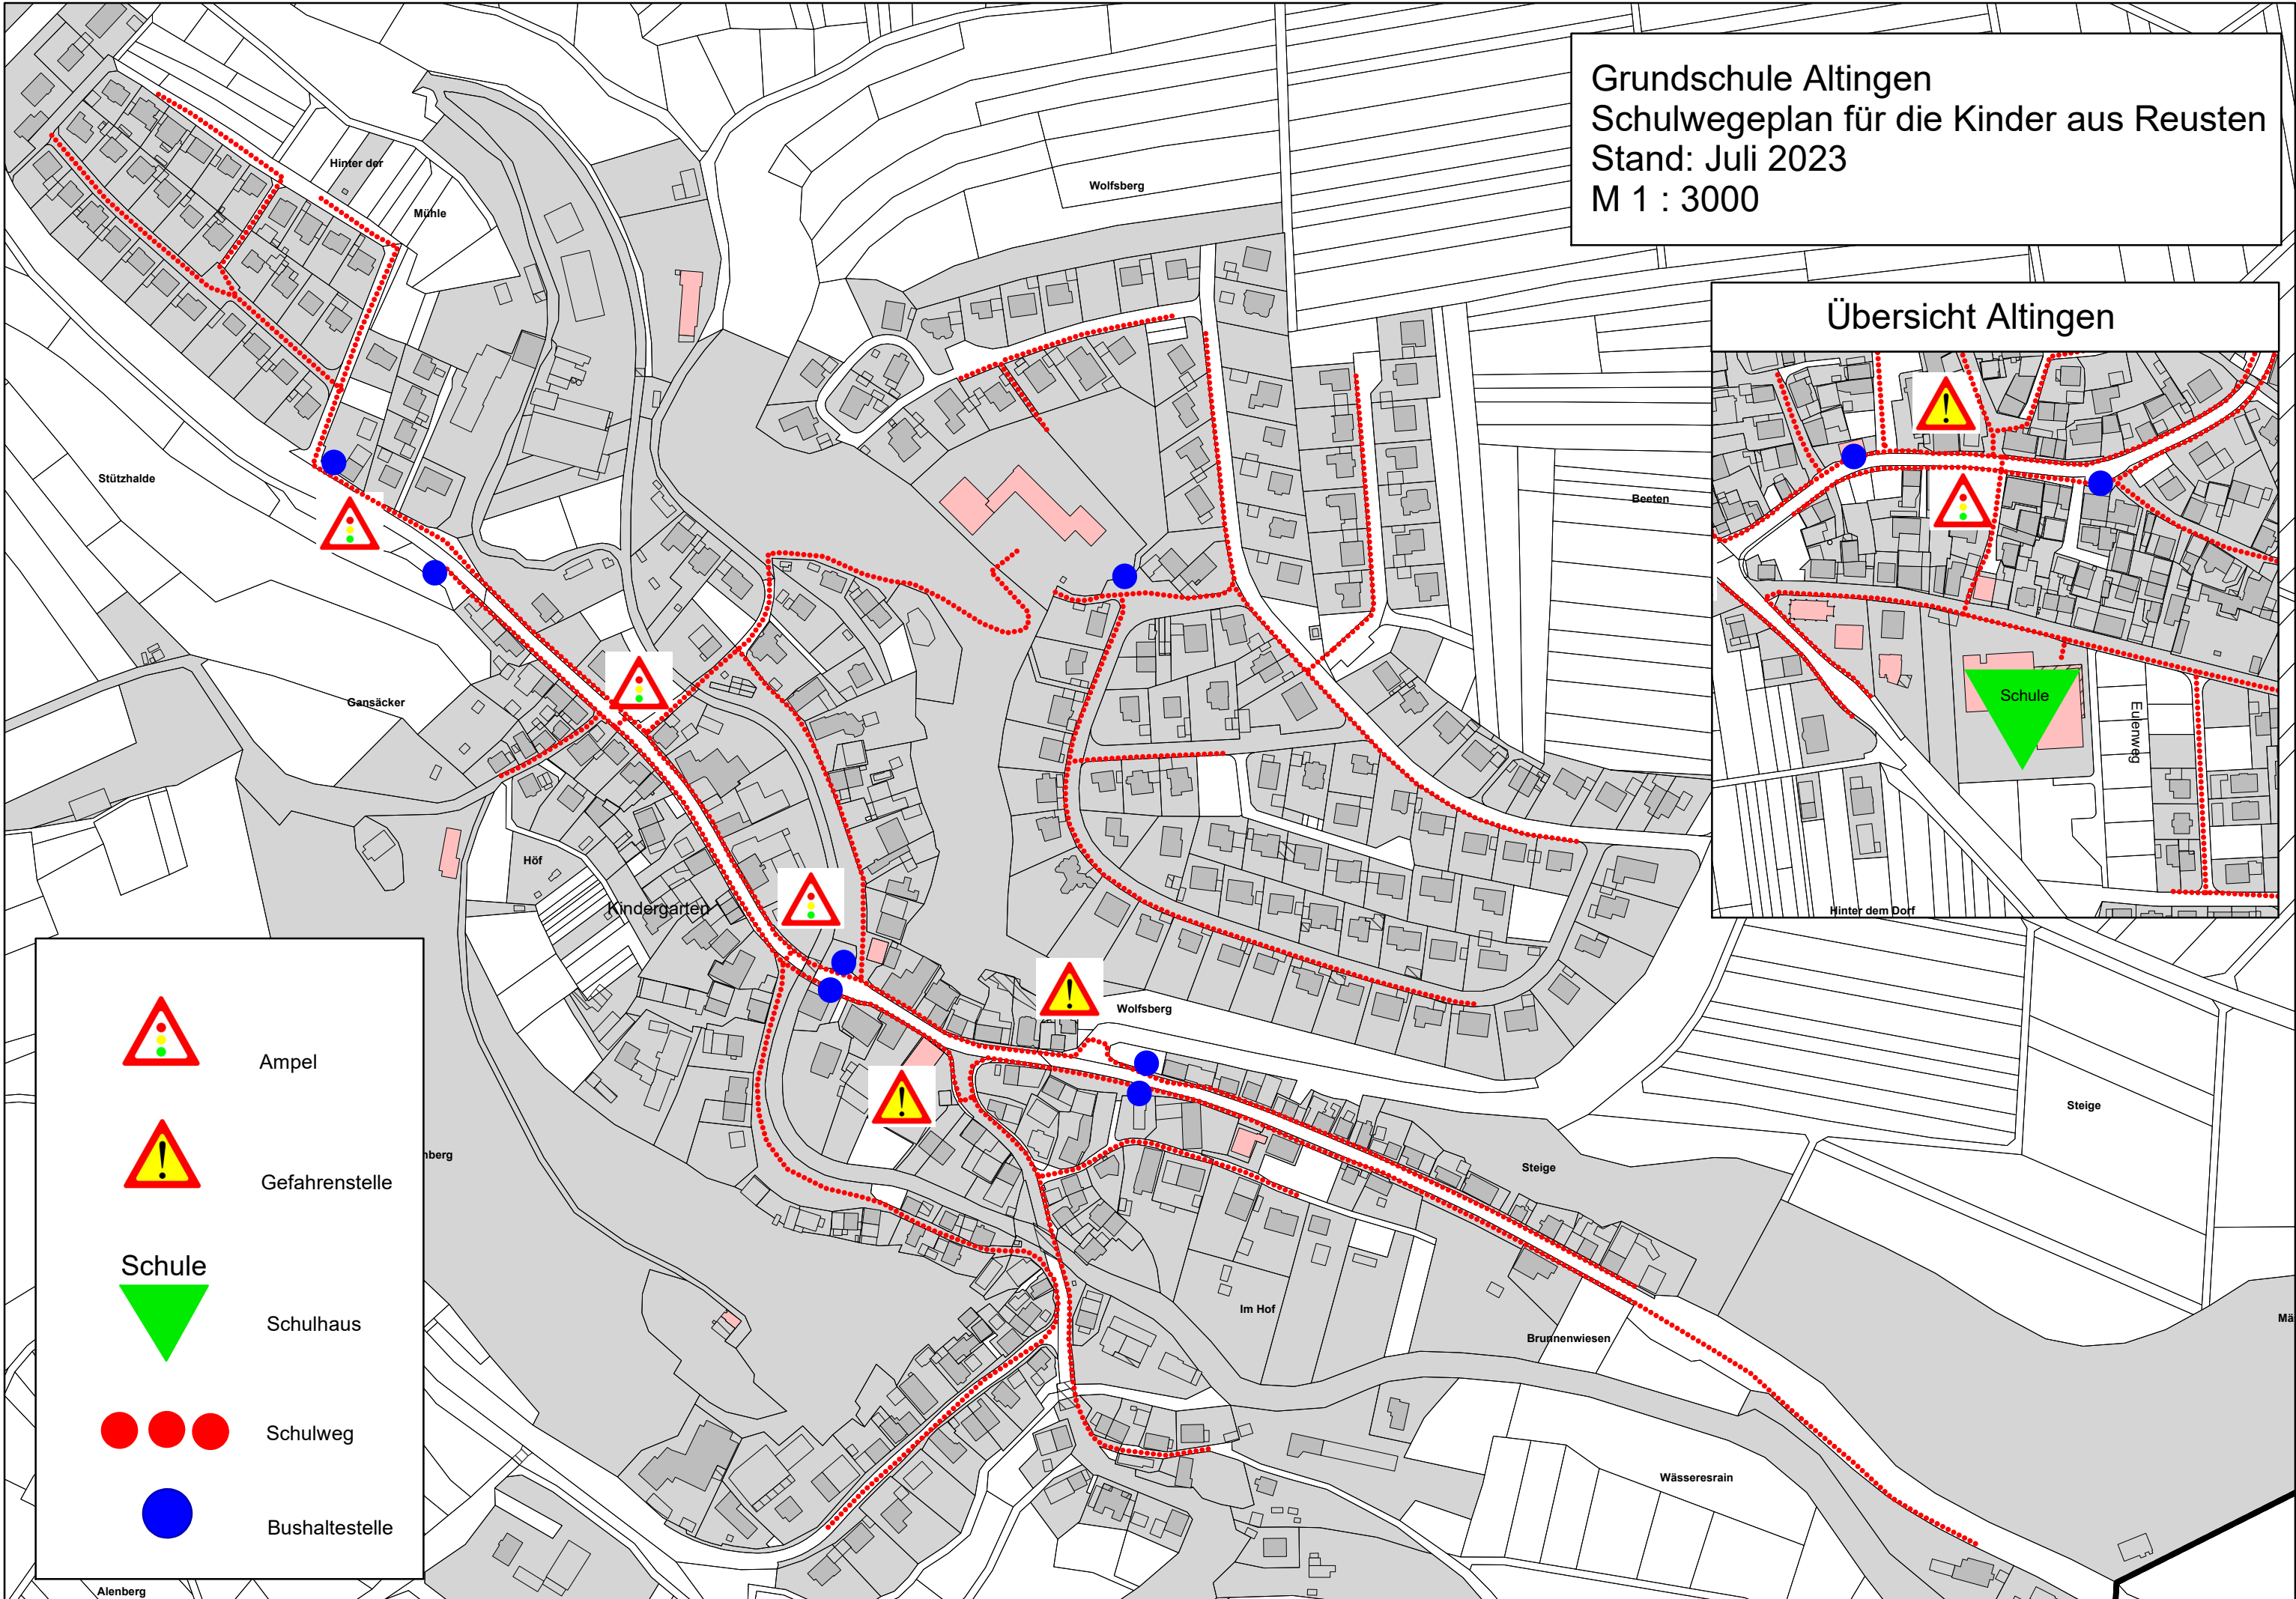 Grundschule Altingen
Schulwegeplan für die Kinder aus Reusten
Stand: Juli 2023
M 1 : 3000
Hinter der
Mühle
Wolfsberg
Übersicht Altingen
Stützhalde
Beeten
Gansäcker
Schule
Eulenweg
Höf
Kindergarten
Hinter dem Dorf
Wolfsberg
Ampel
Steige
nberg
Steige
Gefahrenstelle
Schule
Schulhaus
Im Hof
Brunnenwiesen
Mä
Schulweg
Wässeresrain
Bushaltestelle
Alenberg